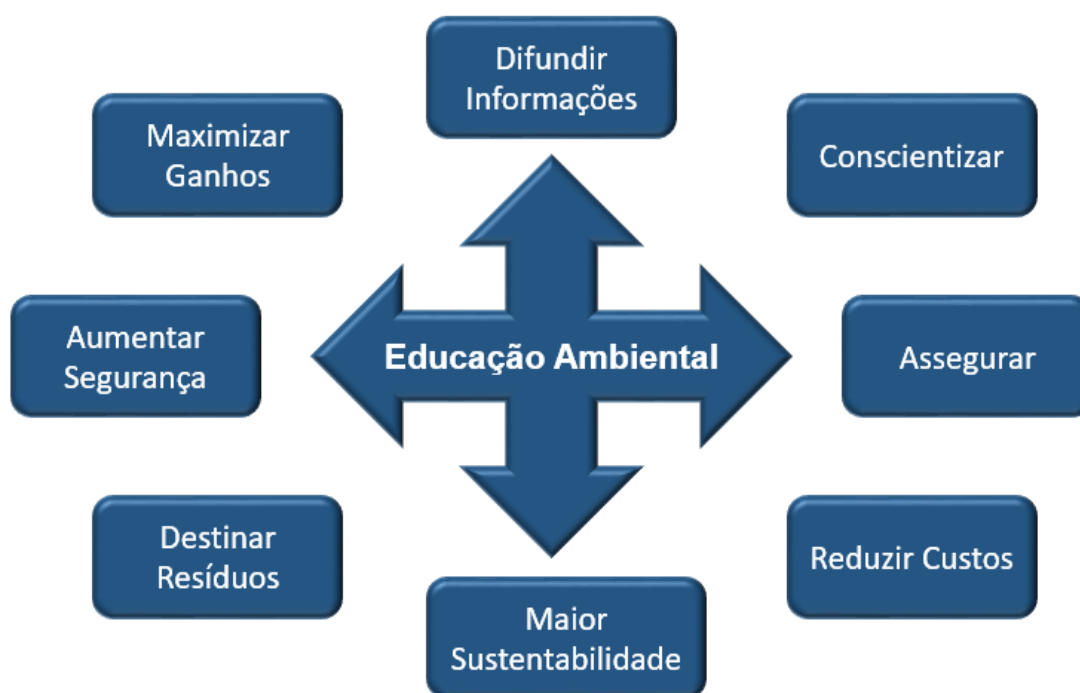 Difundir
Informações
Maximizar
Ganhos
Conscientizar
Aumentar
Segurança
Educação Ambiental
Assegurar
Destinar
Resíduos
Reduzir Custos
Maior
Sustentabilidade